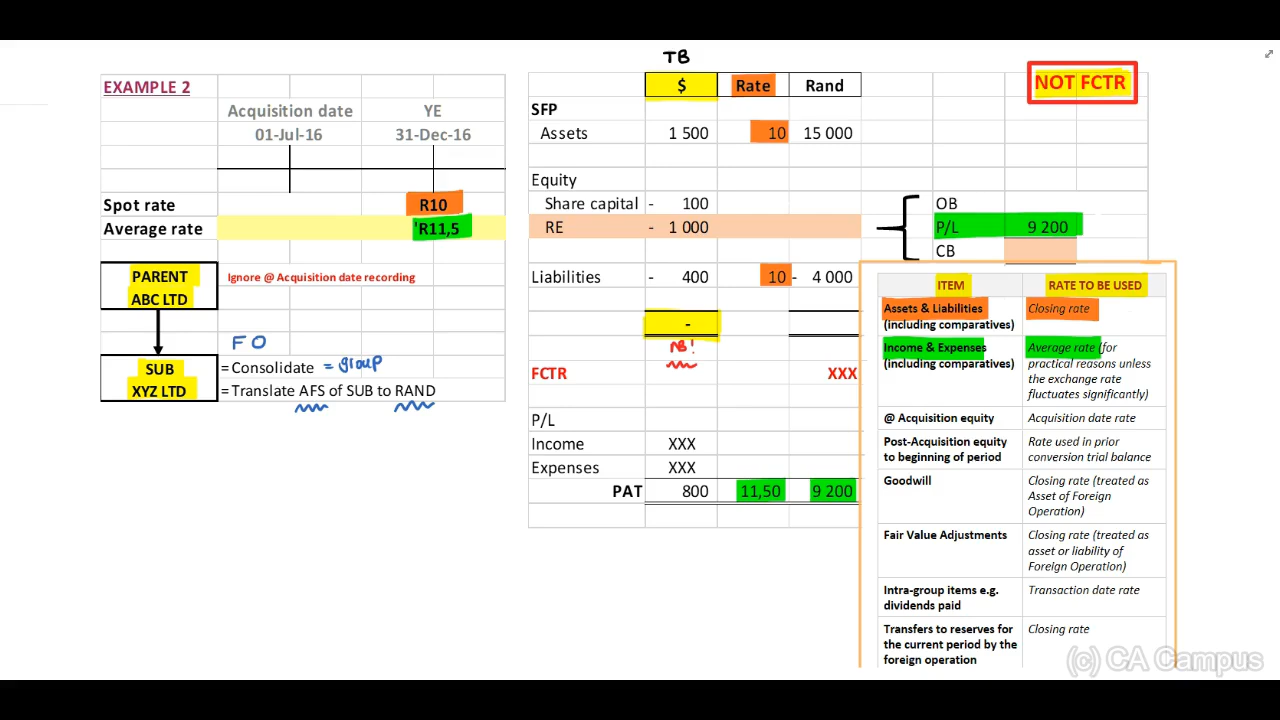 EXAMPLE 2
Acquisition date YE
01-Jul-16 31-Dec-16
Spot rate R10
Average rate 'R11,5
PARENT
ABC LTD
Ignore @ Acquisition date recording
FO
SUB
XYZ LTD
= Consolidate = group
= Translate AFS of SUB to RAND
TB
$ Rate Rand
SFP
Assets 1 500 10 15 000
Equity
Share capital - 100
RE - 1 000
Liabilities - 400 10 - 4 000
-
NB!
FCTR XXX
P/L
Income XXX
Expenses XXX
PAT 800 11,50 9 200
NOT FCTR
OB
P/L 9 200
CB
ITEM RATE TO BE USED
Assets & Liabilities
(including comparatives)
Closing rate
Income & Expenses
(including comparatives)
Average rate (for
practical reasons unless
the exchange rate
fluctuates significantly)
@ Acquisition equity
Acquisition date rate
Post-Acquisition equity
to beginning of period
Rate used in prior
conversion trial balance
Goodwill
Closing rate (treated as
Asset of Foreign
Operation)
Fair Value Adjustments
Closing rate (treated as
asset or liability of
Foreign Operation)
Intra-group items e.g.
dividends paid
Transaction date rate
Transfers to reserves for
the current period by the
foreign operation
Closing rate
(c) CA Campus